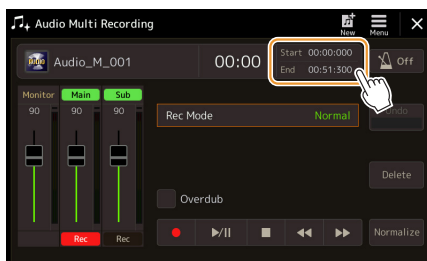 Audio Multi Recording
New
Menu
AUDIO
Audio_M_001
00:00
Start 00:00:000
End 00:51:300
Off
Monitor Main Sub
90 90 90
Rec Mode Normal
Undo
Delete
Overdub
Rec Rec
Normalize